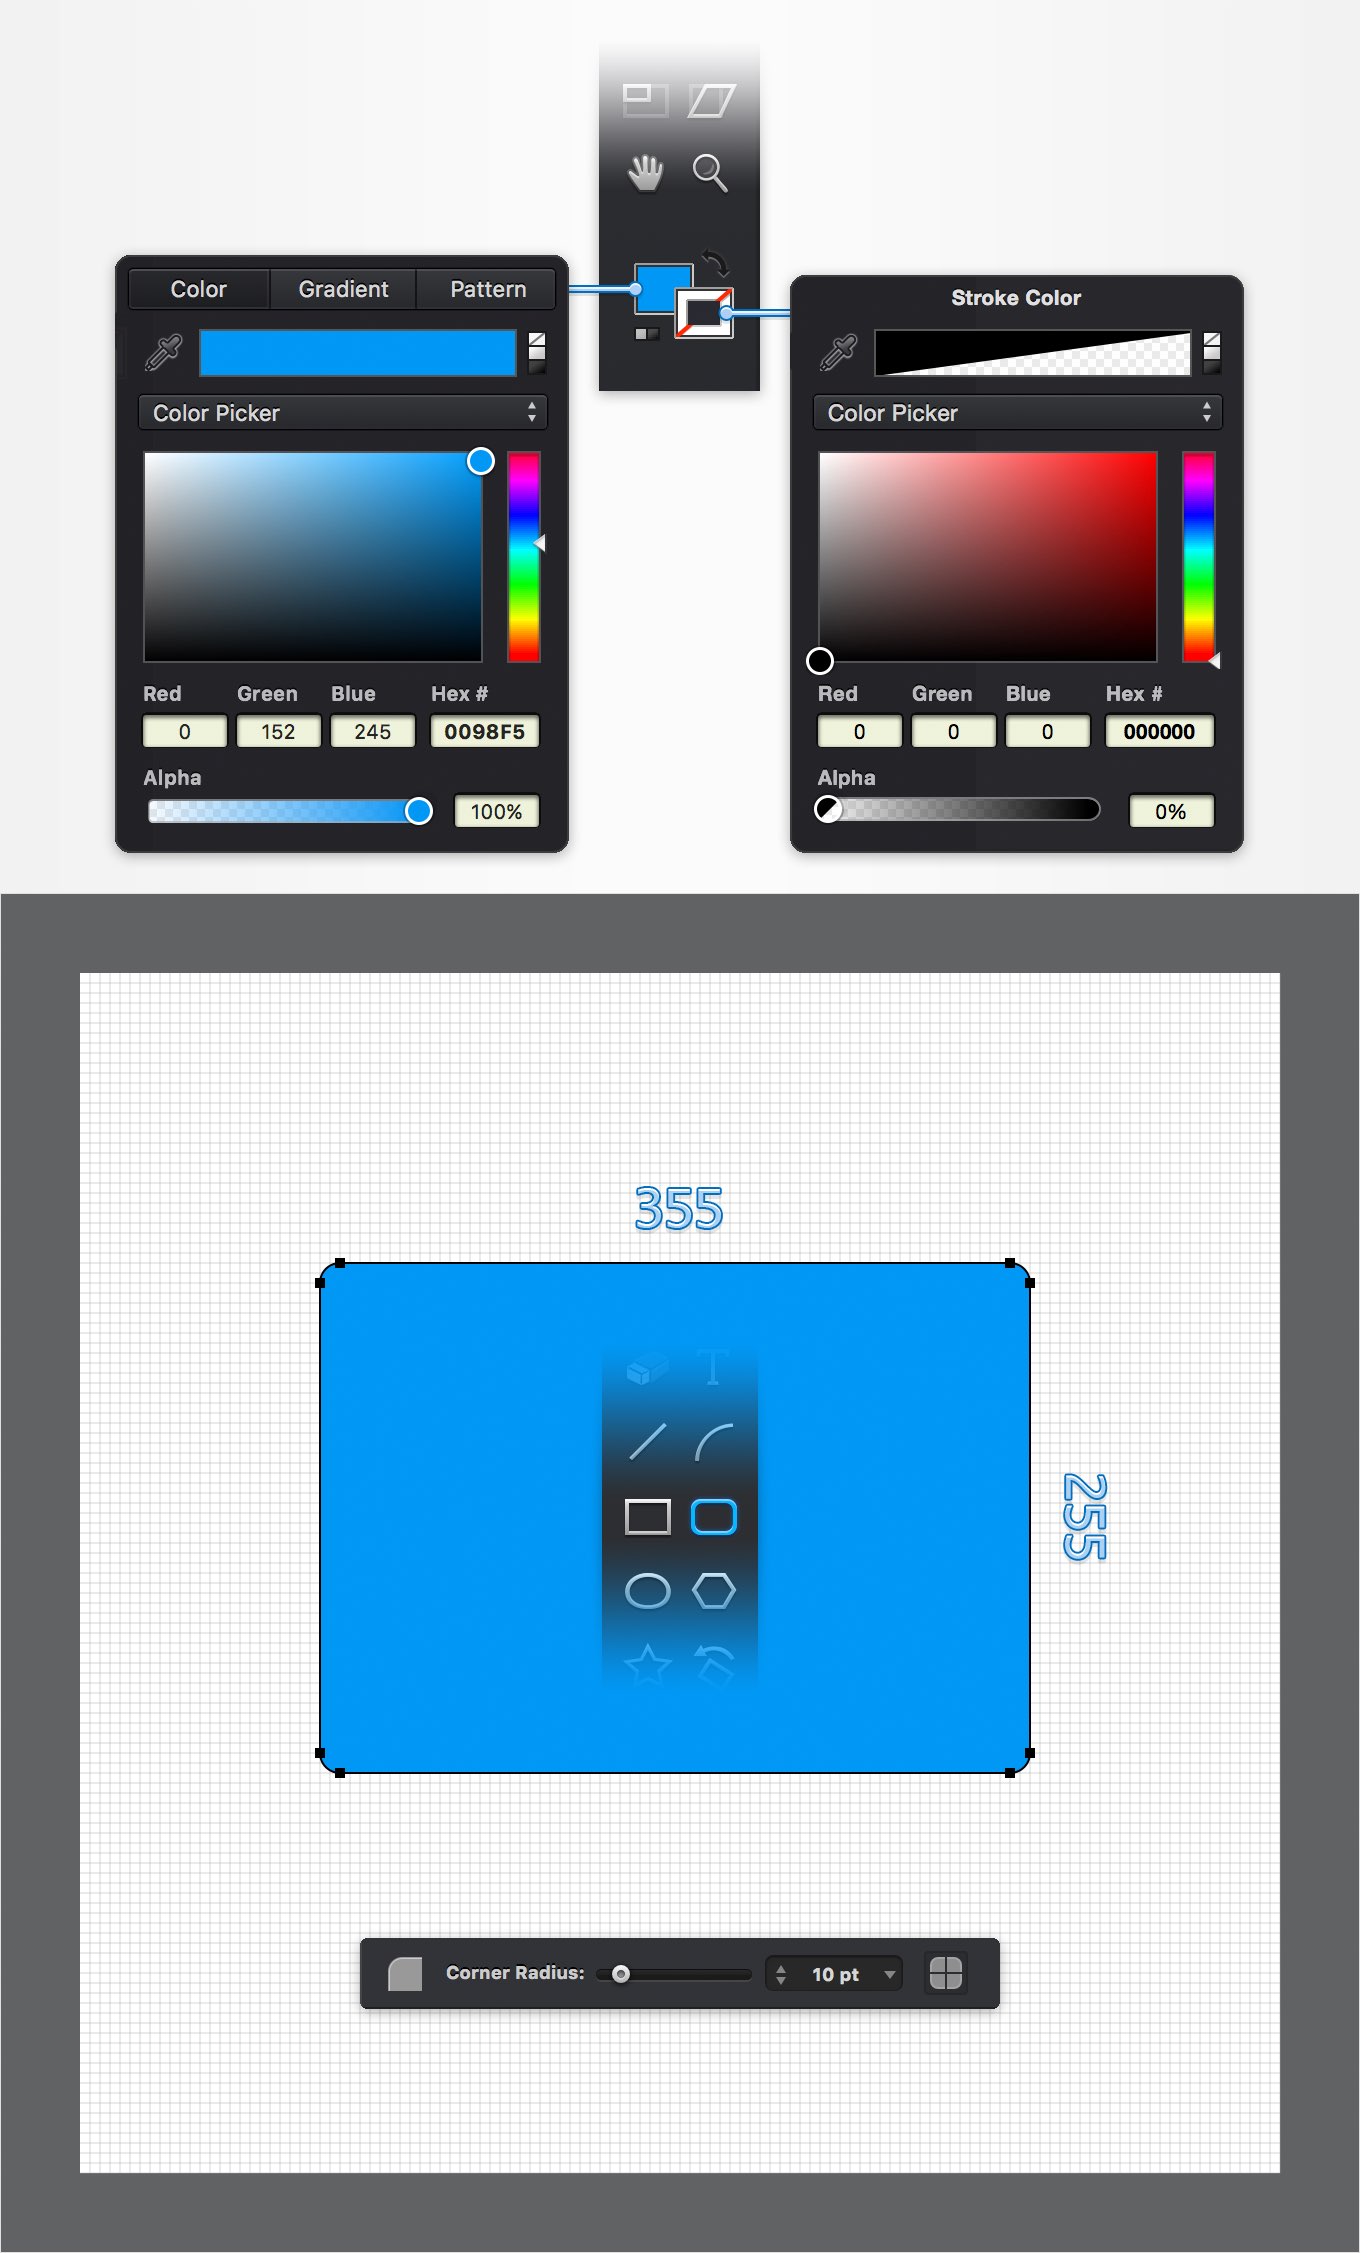 Color Gradient Pattern
Color Picker
Red Green Blue Hex #
0 152 245 0098F5
Alpha
100%
Stroke Color
Color Picker
Red Green Blue Hex #
0 0 0 000000
Alpha
0%
355
T
255
Corner Radius: 10 pt